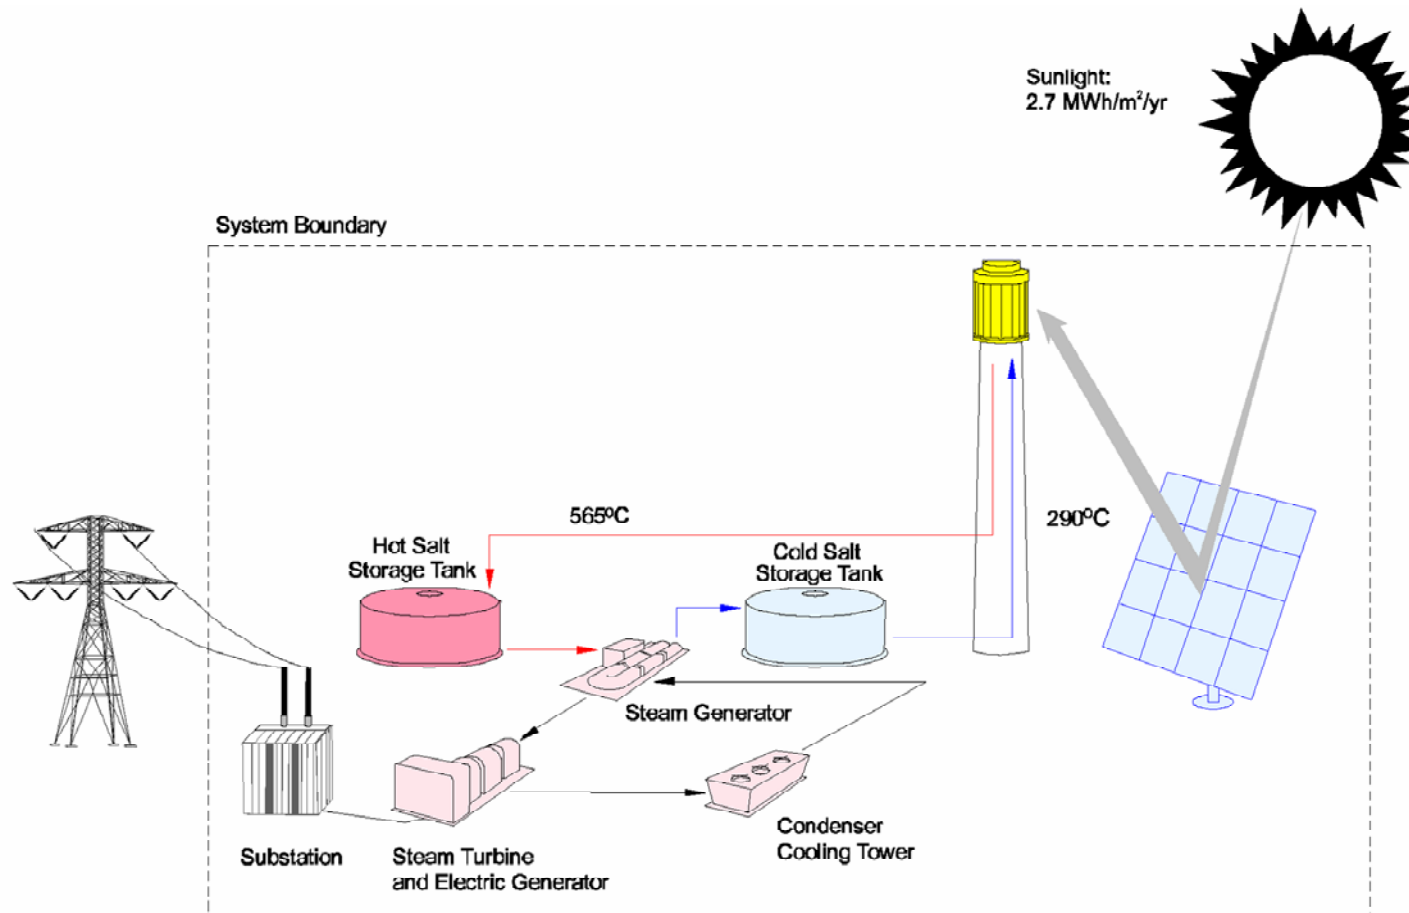 Sunlight:
2.7 MWh/m²/yr
System Boundary
565ºC
290ºC
Hot Salt
Storage Tank
Cold Salt
Storage Tank
Steam Generator
Substation
Steam Turbine
and Electric Generator
Condenser
Cooling Tower